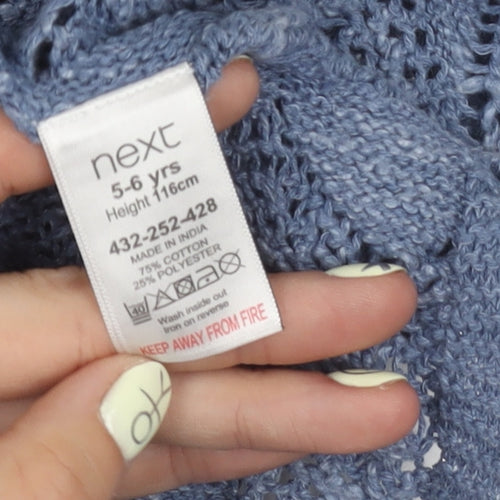 next
5-6 yrs
Height 116cm
432-252-428
MADE IN INDIA
75% COTTON
25% POLYESTER
40
Wash inside out
Iron on reverse
KEEP AWAY FROM FIRE
OK